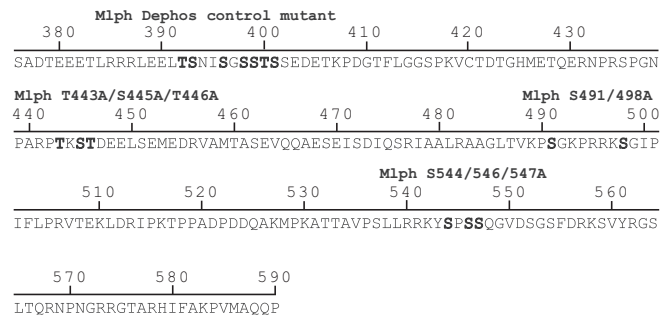 Mlph Dephos control mutant
380 390 400 410 420 430
SADTEEETLRRRLEELTSNISGSSTSSEDETKPDGTFLGGSPKVCTDTGHMETQERNPRSPGN
Mlph T443A/S445A/T446A Mlph S491/498A
440 450 460 470 480 490 500
PARPTKSTDEELSEMEDRVAMTASEVQQAESEISDIQSRIAALRAAGLTVKPSGKPRRKSGIP
Mlph S544/546/547A
510 520 530 540 550 560
IFLPRVTEKLDRIPKTPPADPDDQAKMPKATTAVPSLLRRKYSPSSQGVDSGSFDRKSVYRGS
570 580 590
LTQRNPNGRRGTARHIFAKPVMAQQP